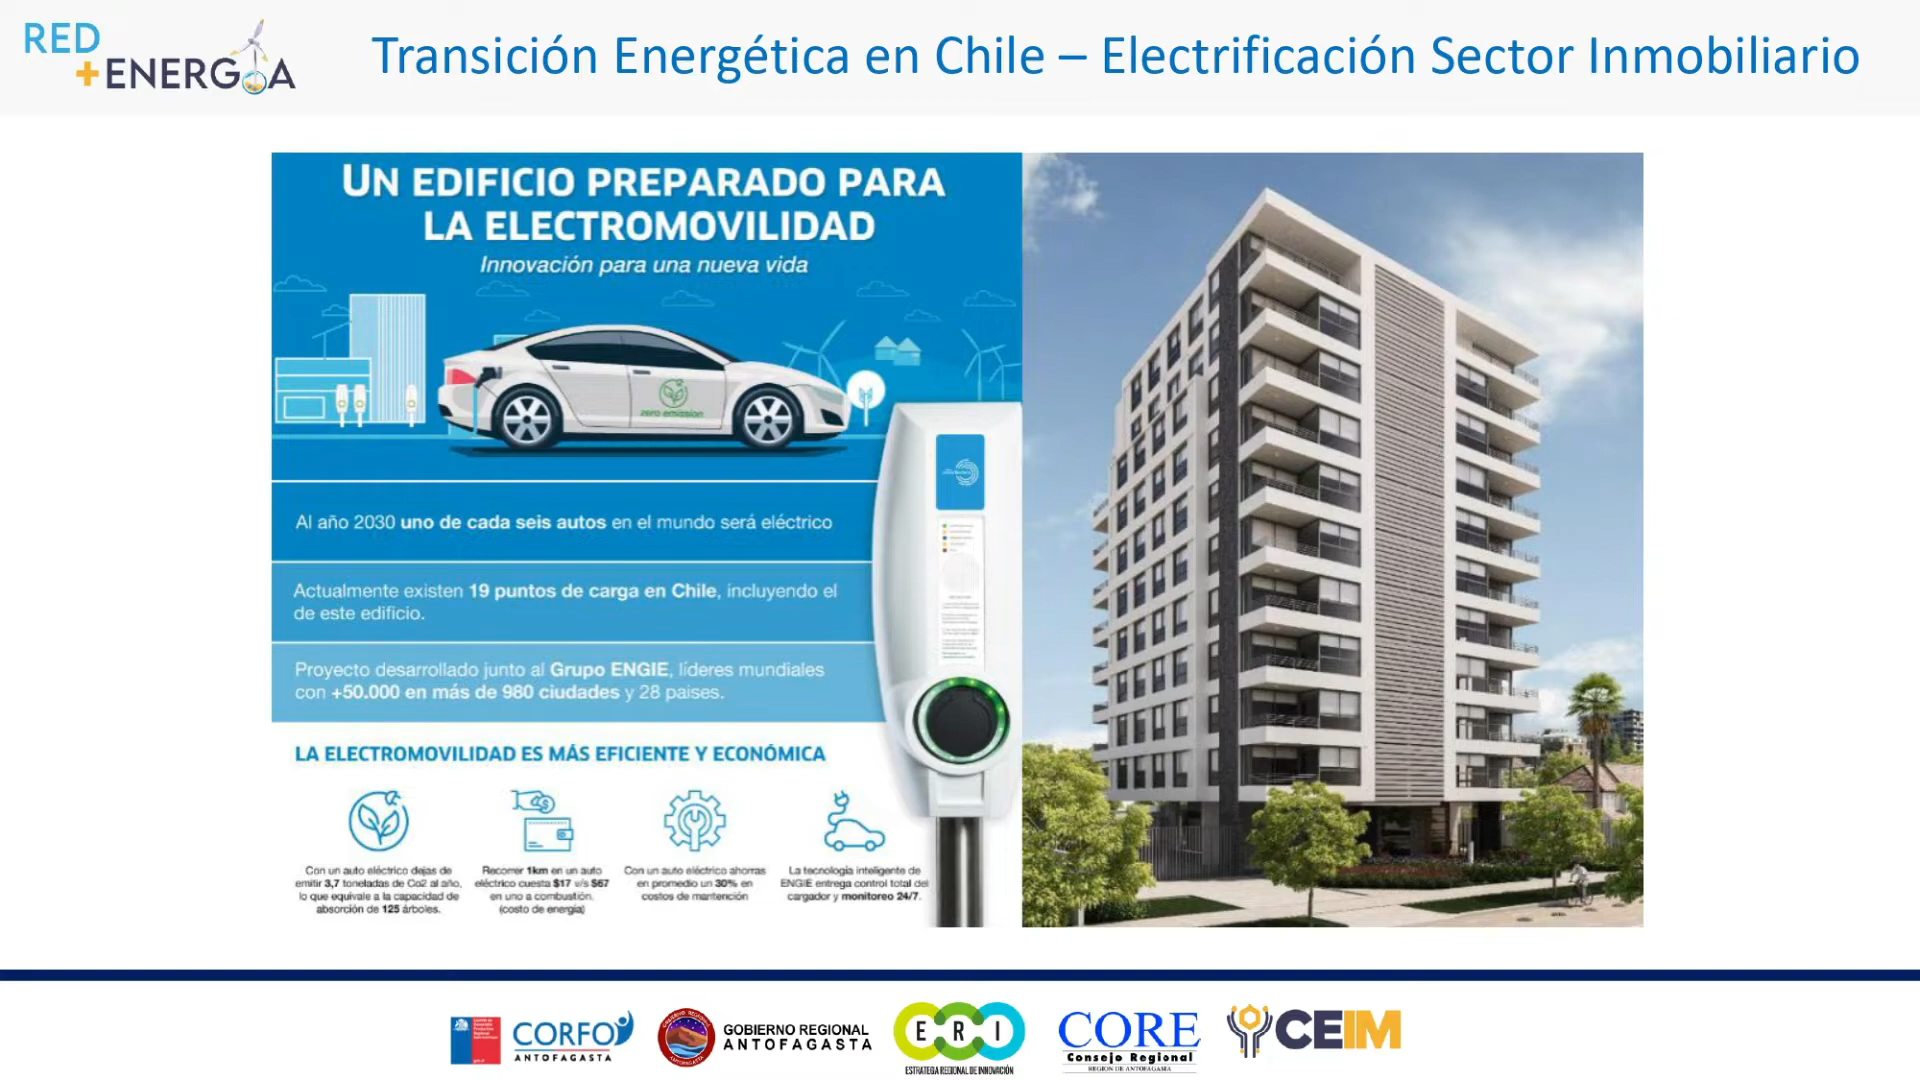 RED
+ENERGÍA
Transición Energética en Chile – Electrificación Sector Inmobiliario
UN EDIFICIO PREPARADO PARA
LA ELECTROMOVILIDAD
Innovación para una nueva vida
zero emission
Al año 2030 uno de cada seis autos en el mundo será eléctrico
Actualmente existen 19 puntos de carga en Chile, incluyendo el
de este edificio.
Proyecto desarrollado junto al Grupo ENGIE, líderes mundiales
con +50.000 en más de 980 ciudades y 28 paises.
LA ELECTROMOVILIDAD ES MÁS EFICIENTE Y ECONÓMICA
Con un auto eléctrico dejas de
emitir 3,7 toneladas de Co2 al año,
lo que equivale a la capacidad de
absorción de 125 árboles.
Recorrer 1km en un auto
eléctrico cuesta $17 v/s $67
en uno a combustión.
(costo de energía)
Con un auto eléctrico ahorras
en promedio un 30% en
costos de mantención
La tecnología inteligente de
ENGIE entrega control total del
cargador y monitoreo 24/7.
CORFO
ANTOFAGASTA
GOBIERNO REGIONAL
ANTOFAGASTA
ERI
ESTRATEGIA REGIONAL DE INNOVACIÓN
CORE
Consejo Regional
REGION DE ANTOFAGASTA
CEIM